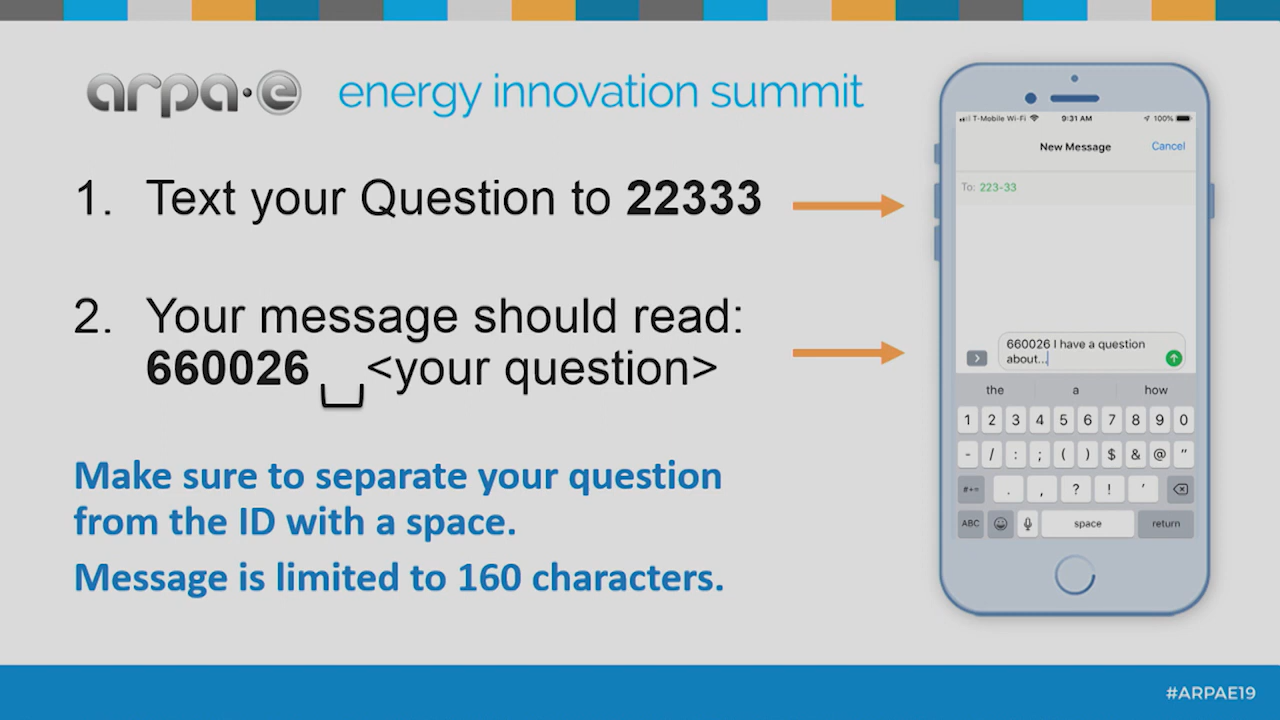 arpa·e energy innovation summit
1. Text your Question to 22333
2. Your message should read:
660026 <your question>
Make sure to separate your question
from the ID with a space.
Message is limited to 160 characters.
T-Mobile Wi-Fi 9:31 AM 100%
New Message Cancel
To: 223-33
660026 I have a question
about...
the a how
1 2 3 4 5 6 7 8 9 0
- / : ; ( ) $ & @ "
#+= . , ? ! '
ABC space return
#ARPAE19